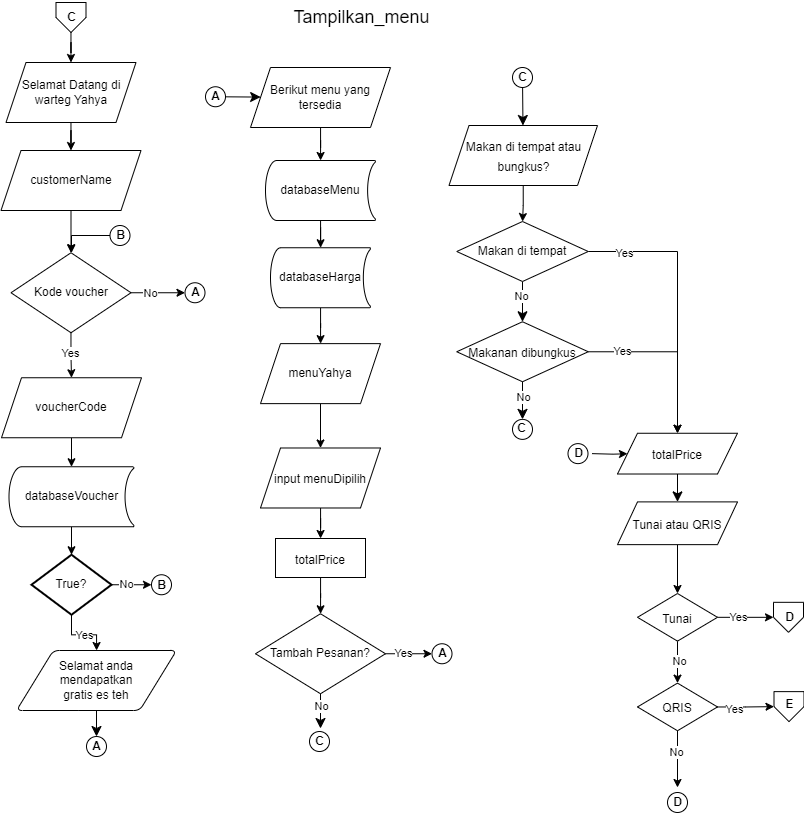 Tampilkan_menu
C
Selamat Datang di
warteg Yahya
customerName
B
Kode voucher
No
A
Yes
voucherCode
databaseVoucher
True?
No
B
Yes
Selamat anda
mendapatkan
gratis es teh
A
A
Berikut menu yang
tersedia
databaseMenu
databaseHarga
menuYahya
input menuDipilih
totalPrice
Tambah Pesanan?
Yes
A
No
C
C
Makan di tempat atau
bungkus?
Makan di tempat
Yes
No
Makanan dibungkus
Yes
No
C
D
totalPrice
Tunai atau QRIS
Tunai
Yes
D
No
QRIS
Yes
E
No
D